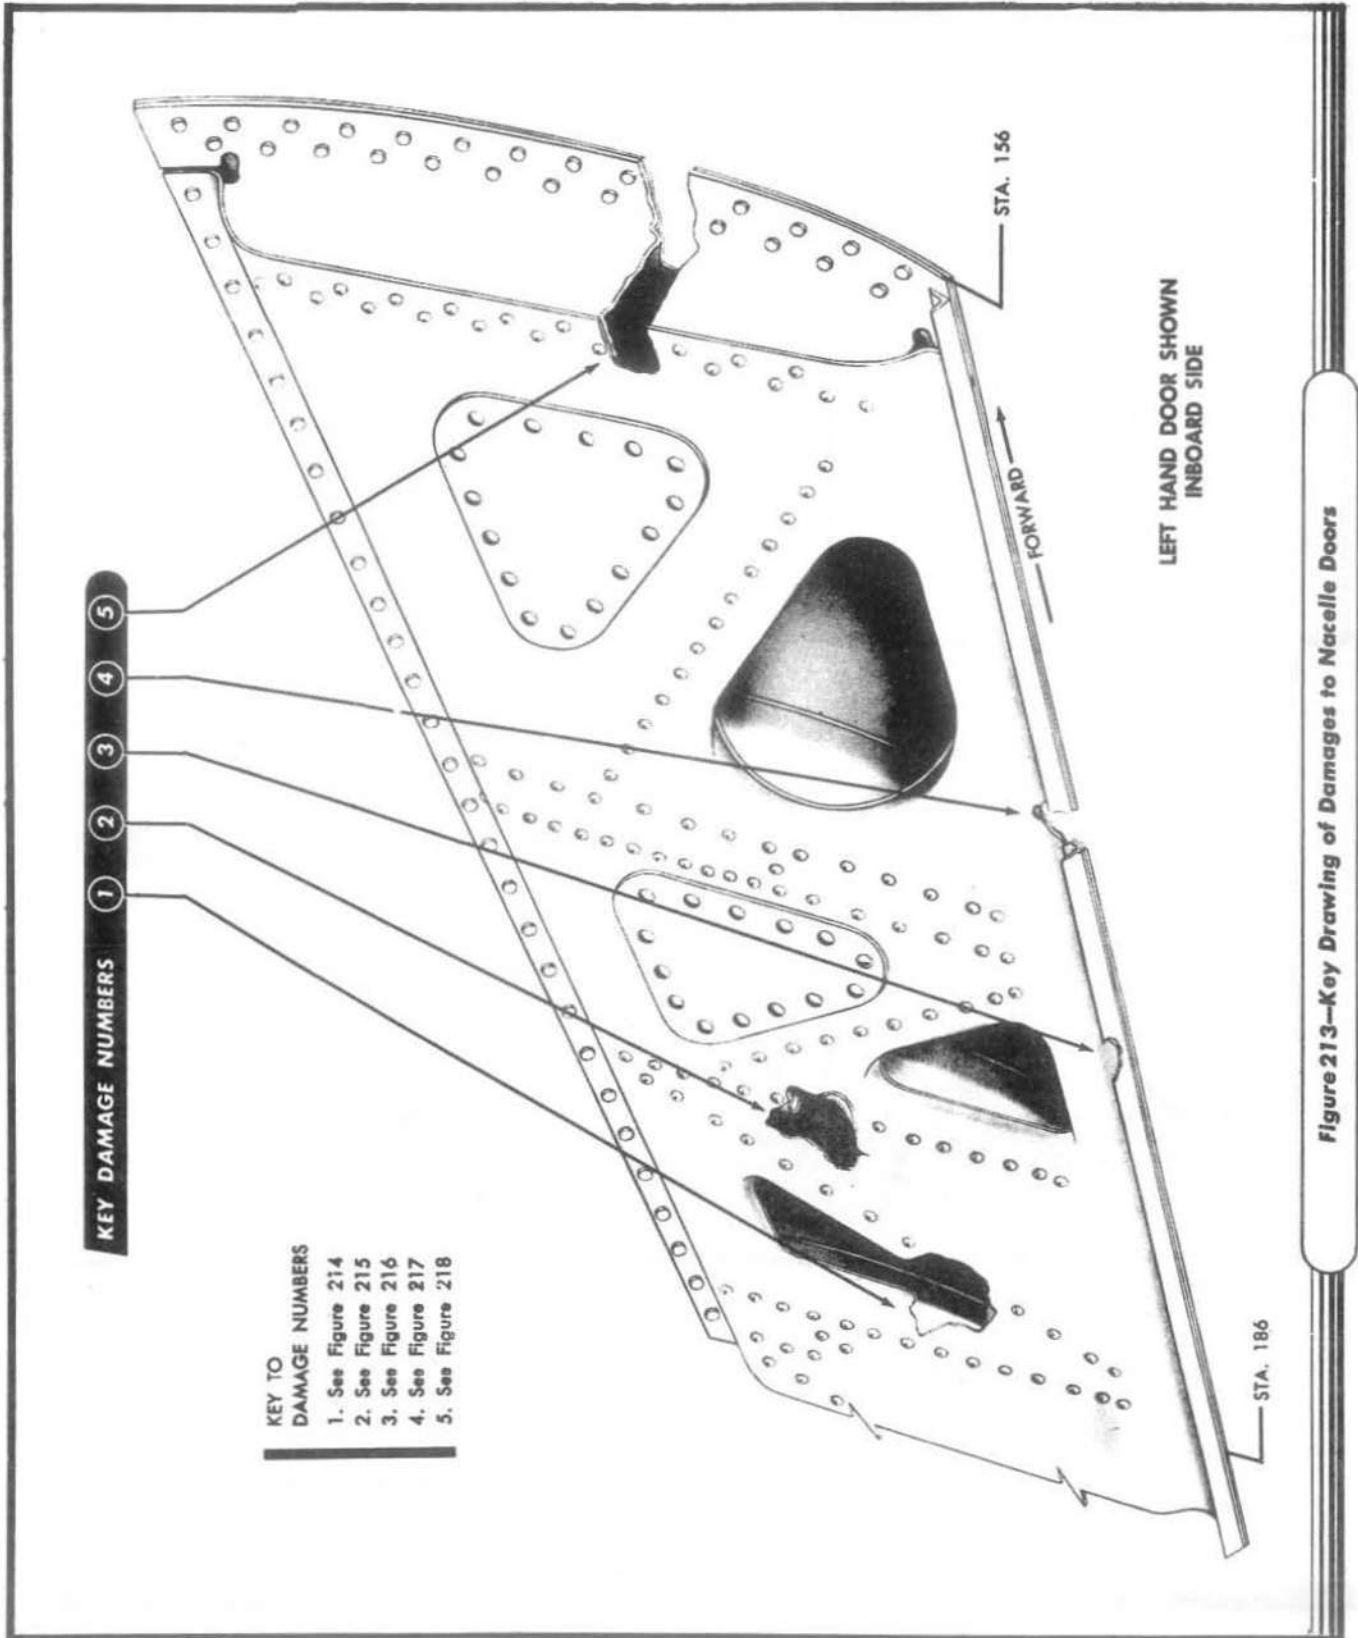 KEY DAMAGE NUMBERS 1 2 3 4 5
KEY TO
DAMAGE NUMBERS
1. See Figure 214
2. See Figure 215
3. See Figure 216
4. See Figure 217
5. See Figure 218
STA. 156
FORWARD
LEFT HAND DOOR SHOWN
INBOARD SIDE
STA. 186
Figure 213—Key Drawing of Damages to Nacelle Doors